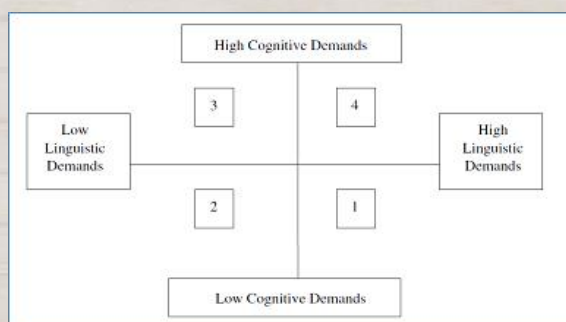 High Cognitive Demands
3
4
Low
Linguistic
Demands
High
Linguistic
Demands
2
1
Low Cognitive Demands